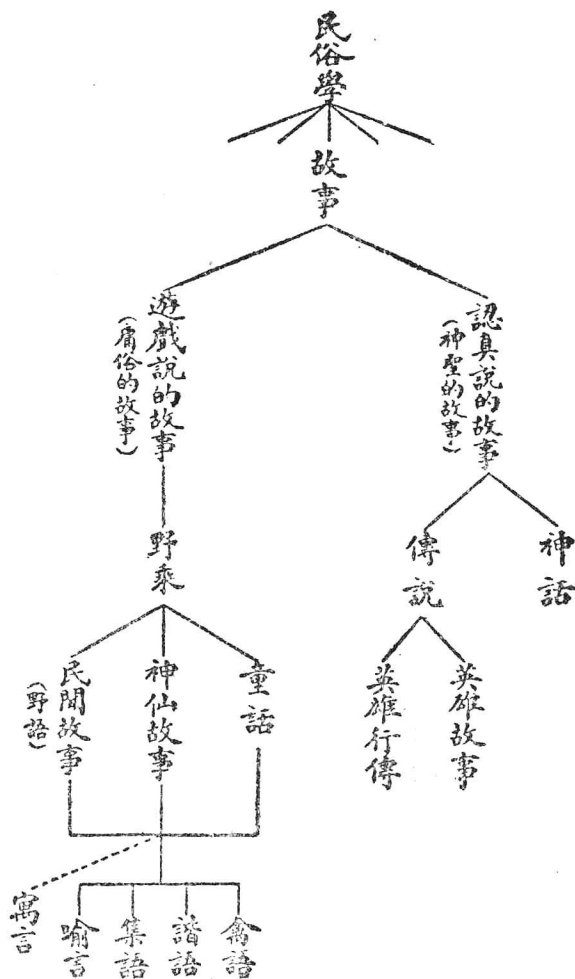 民俗學
故事
認真說的故事
(神聖的故事)
遊戲說的故事
(庸俗的故事)
神話
傳說
野乘
英雄故事
英雄行傳
童話
神仙故事
民間故事
(野語)
禽語
諧語
集語
喻言
寓言